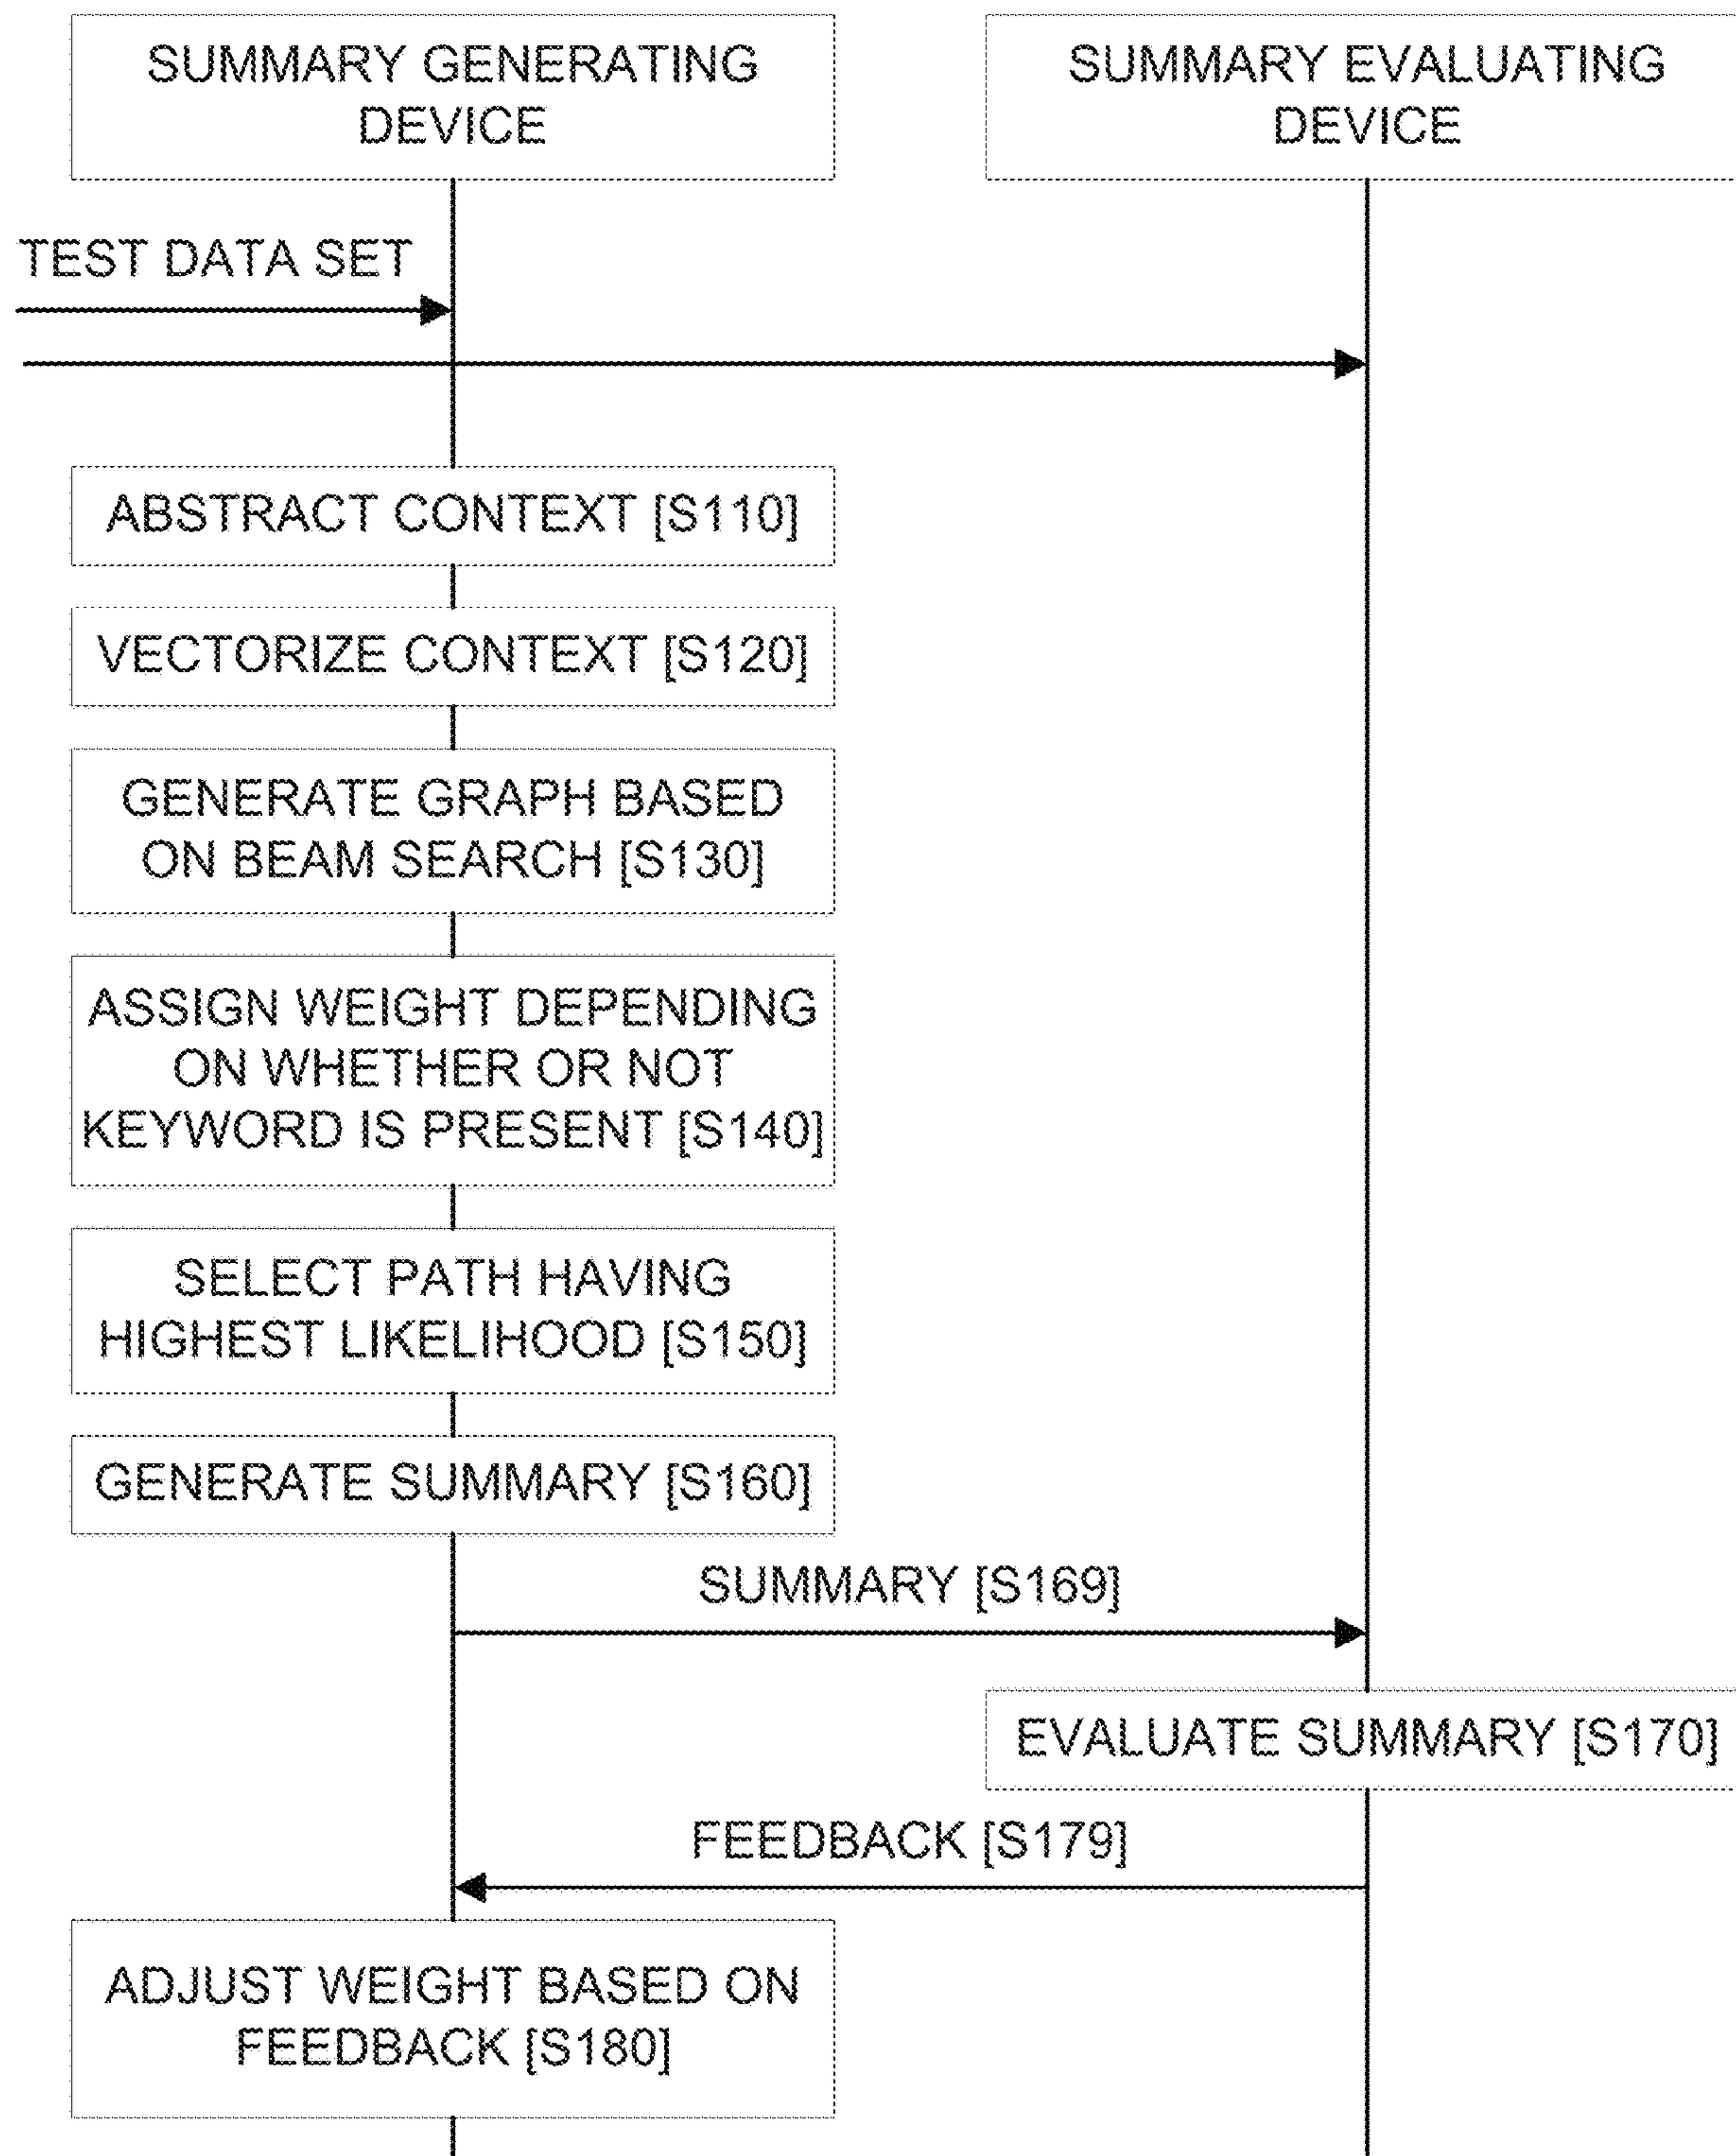 SUMMARY GENERATING
DEVICE
SUMMARY EVALUATING
DEVICE
TEST DATA SET
ABSTRACT CONTEXT [S110]
VECTORIZE CONTEXT [S120]
GENERATE GRAPH BASED
ON BEAM SEARCH [S130]
ASSIGN WEIGHT DEPENDING
ON WHETHER OR NOT
KEYWORD IS PRESENT [S140]
SELECT PATH HAVING
HIGHEST LIKELIHOOD [S150]
GENERATE SUMMARY [S160]
SUMMARY [S169]
EVALUATE SUMMARY [S170]
FEEDBACK [S179]
ADJUST WEIGHT BASED ON
FEEDBACK [S180]